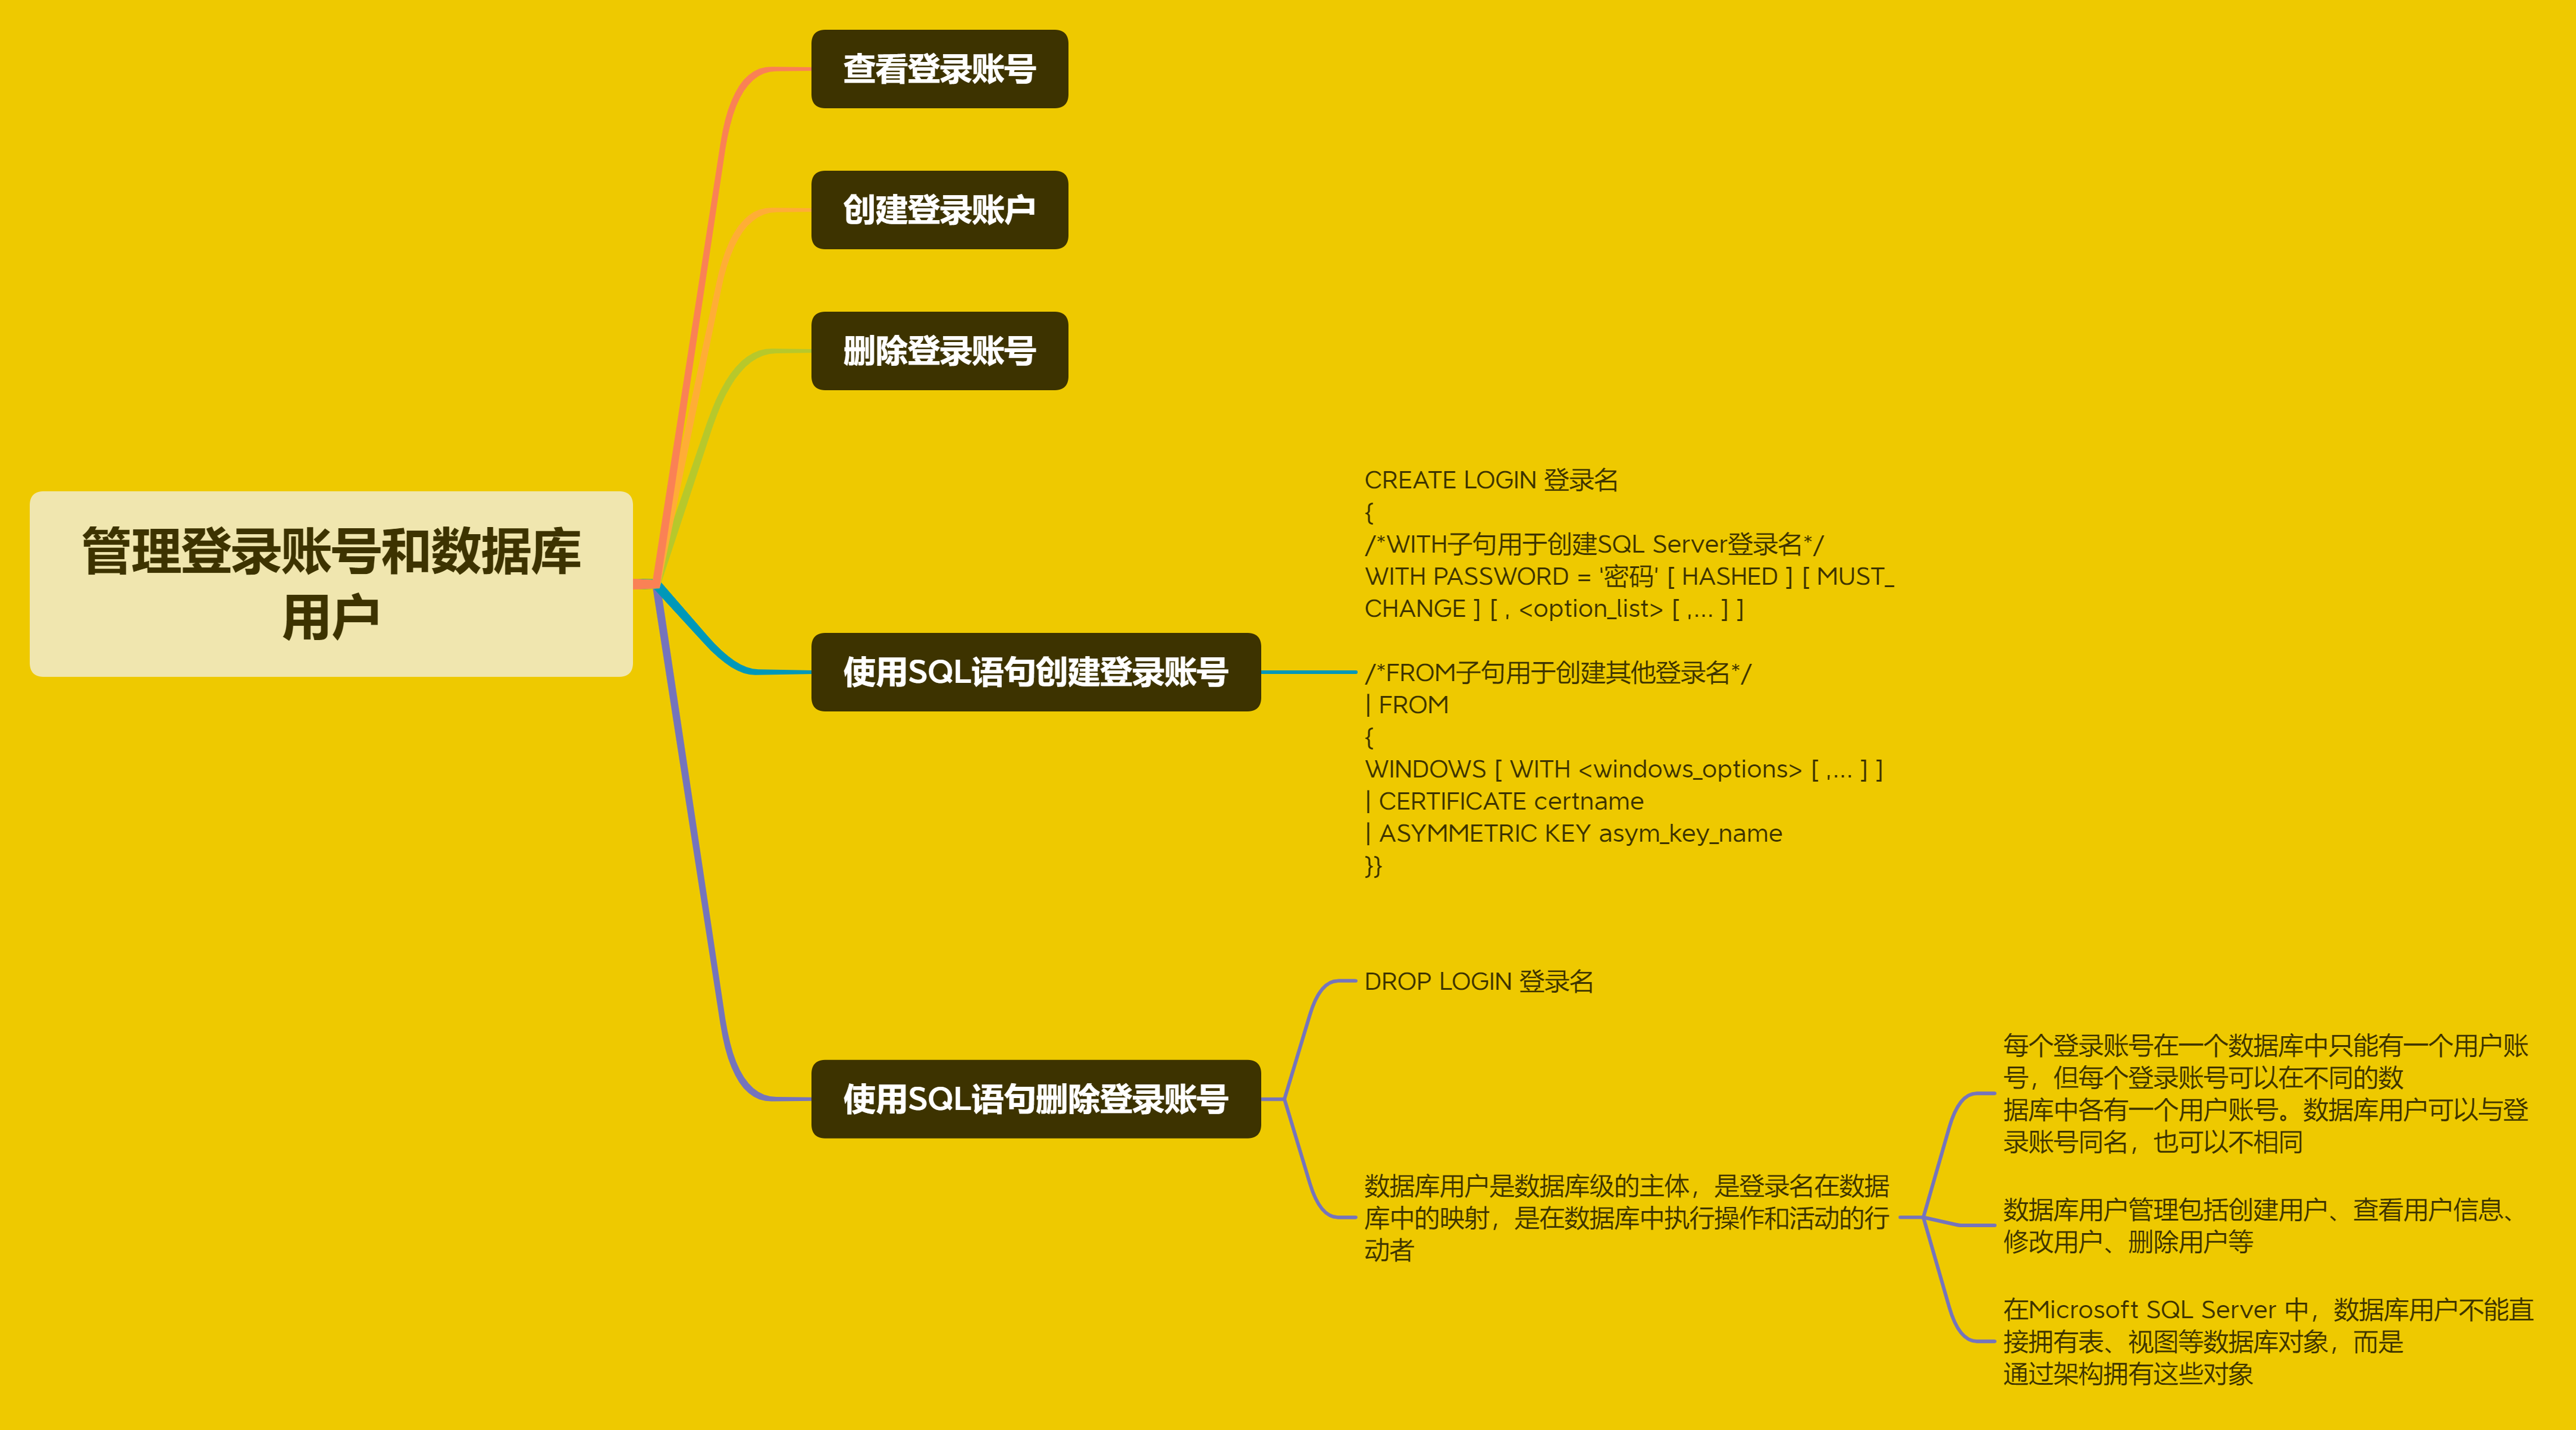 查看登录账号
创建登录账户
删除登录账号
管理登录账号和数据库
用户
使用SQL语句创建登录账号
CREATE LOGIN 登录名
{
/*WITH子句用于创建SQL Server登录名*/
WITH PASSWORD = '密码' [ HASHED ] [ MUST_
CHANGE ] [ , <option_list> [ ,... ] ]
/*FROM子句用于创建其他登录名*/
| FROM
{
WINDOWS [ WITH <windows_options> [ ,... ] ]
| CERTIFICATE certname
| ASYMMETRIC KEY asym_key_name
}}
使用SQL语句删除登录账号
DROP LOGIN 登录名
数据库用户是数据库级的主体，是登录名在数据
库中的映射，是在数据库中执行操作和活动的行
动者
每个登录账号在一个数据库中只能有一个用户账
号，但每个登录账号可以在不同的数
据库中各有一个用户账号。数据库用户可以与登
录账号同名，也可以不相同
数据库用户管理包括创建用户、查看用户信息、
修改用户、删除用户等
在Microsoft SQL Server 中，数据库用户不能直
接拥有表、视图等数据库对象，而是
通过架构拥有这些对象